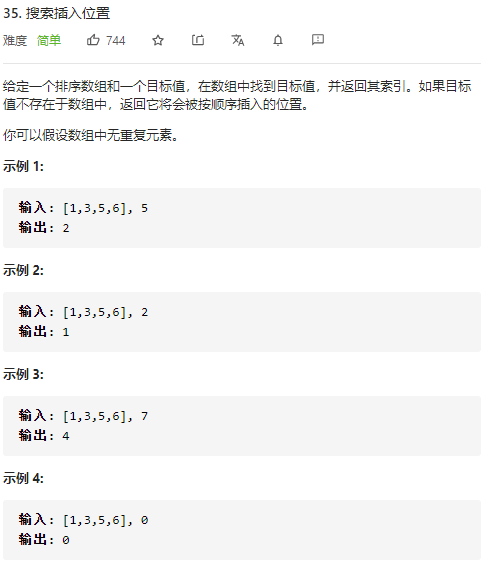 35. 搜索插入位置
难度 简单 744
给定一个排序数组和一个目标值，在数组中找到目标值，并返回其索引。如果目标
值不存在于数组中，返回它将会被按顺序插入的位置。
你可以假设数组中无重复元素。
示例 1:
输入: [1,3,5,6], 5
输出: 2
示例 2:
输入: [1,3,5,6], 2
输出: 1
示例 3:
输入: [1,3,5,6], 7
输出: 4
示例 4:
输入: [1,3,5,6], 0
输出: 0